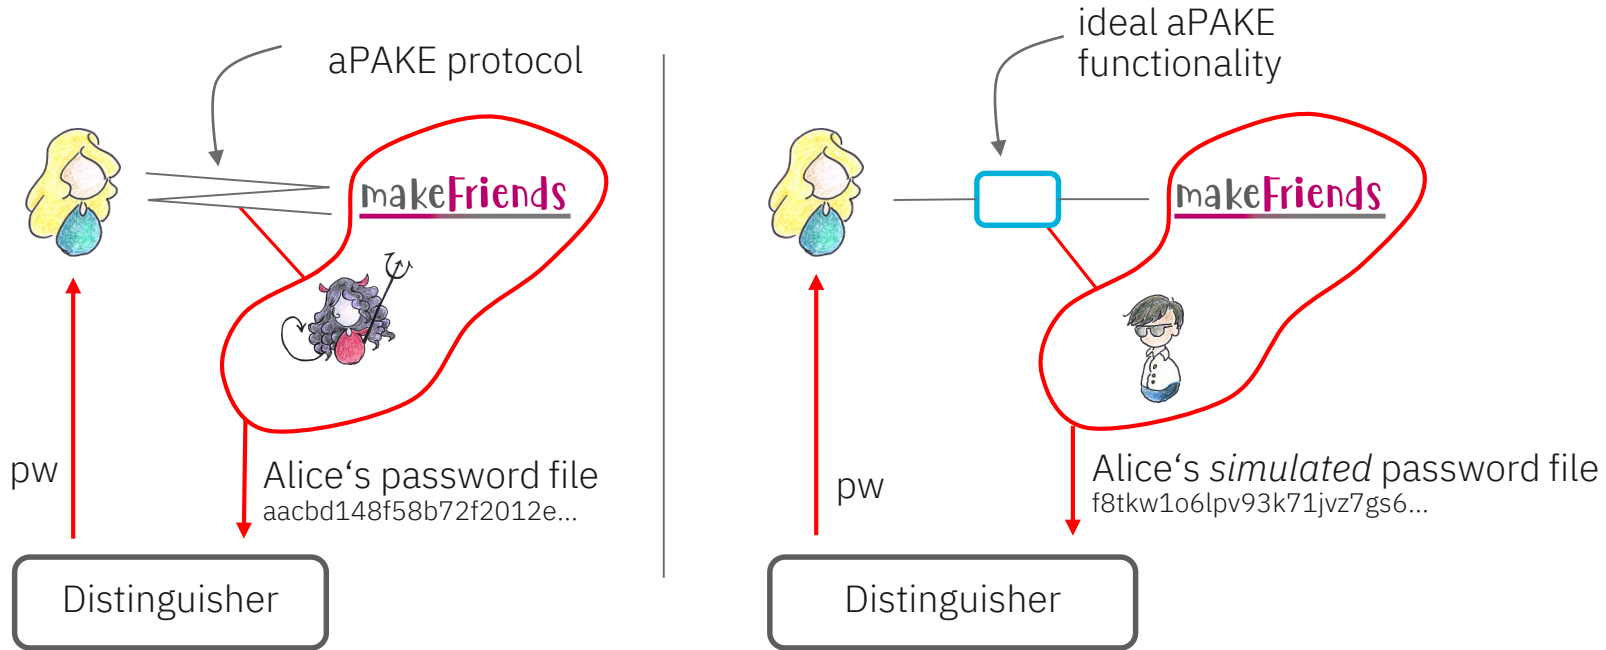 aPAKE protocol
makeFriends
pw
Alice‘s password file
aacbd148f58b72f2012e...
Distinguisher
ideal aPAKE
functionality
makeFriends
pw
Alice‘s simulated password file
f8tkw1o6lpv93k71jvz7gs6...
Distinguisher